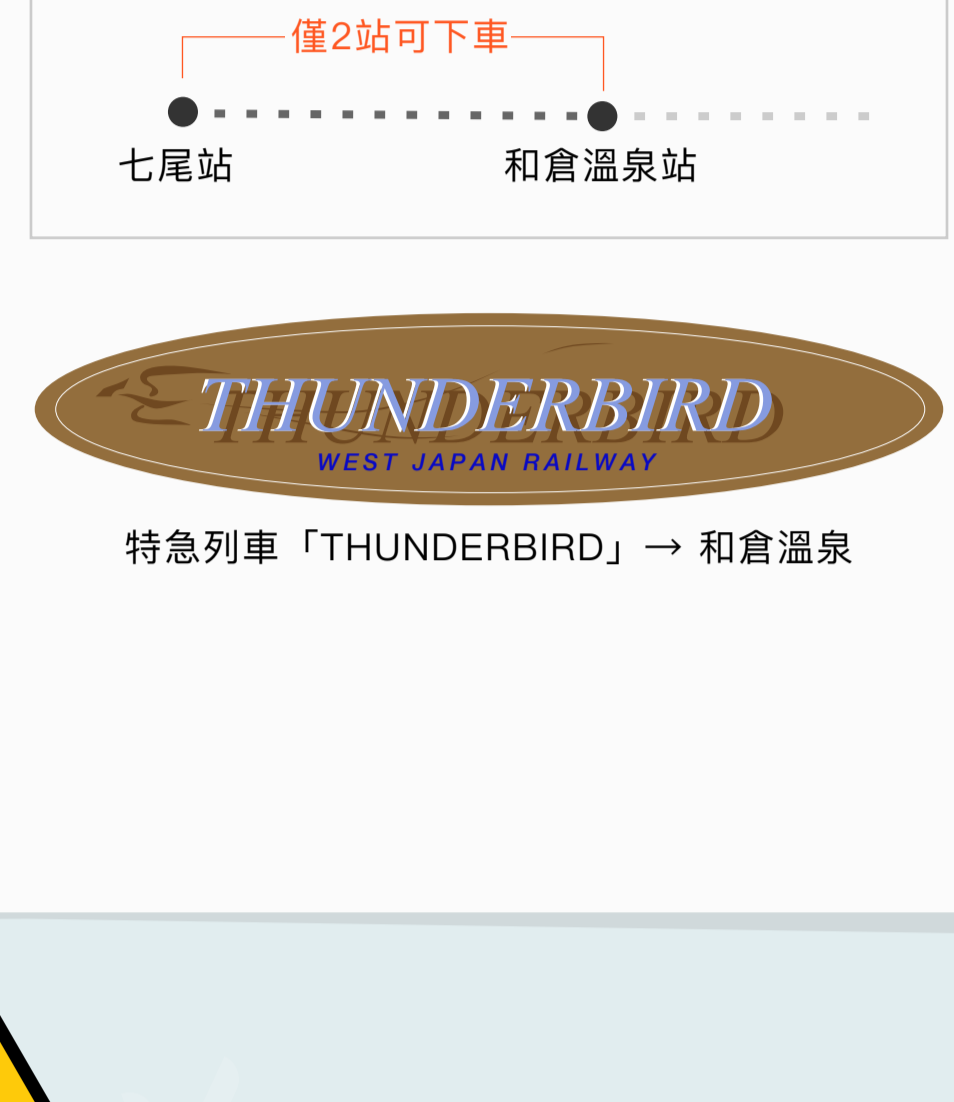 僅2站可下車
七尾站
和倉溫泉站
THUNDERBIRD
WEST JAPAN RAILWAY
特急列車「THUNDERBIRD」→ 和倉溫泉